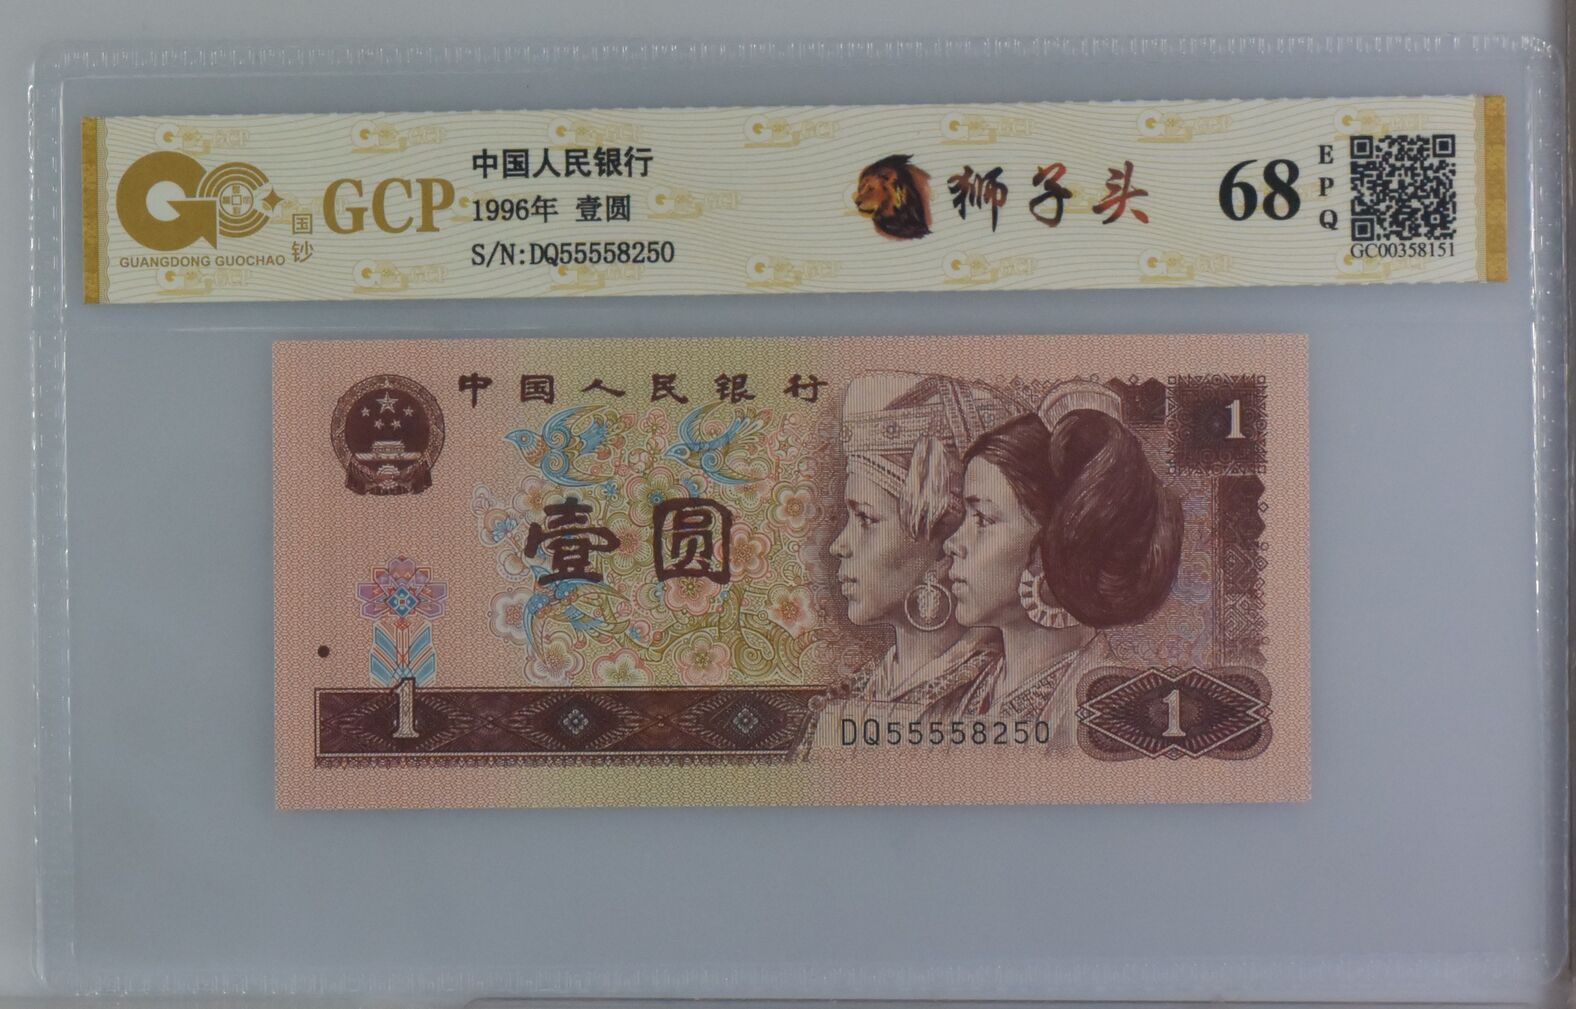 GUANGDONG GUOCHAO
国钞
GCP
中国人民银行
1996年 壹圆
S/N:DQ55558250
狮子头
68
EPQ
GC00358151
中国人民银行
1
壹圆
1
DQ55558250
1